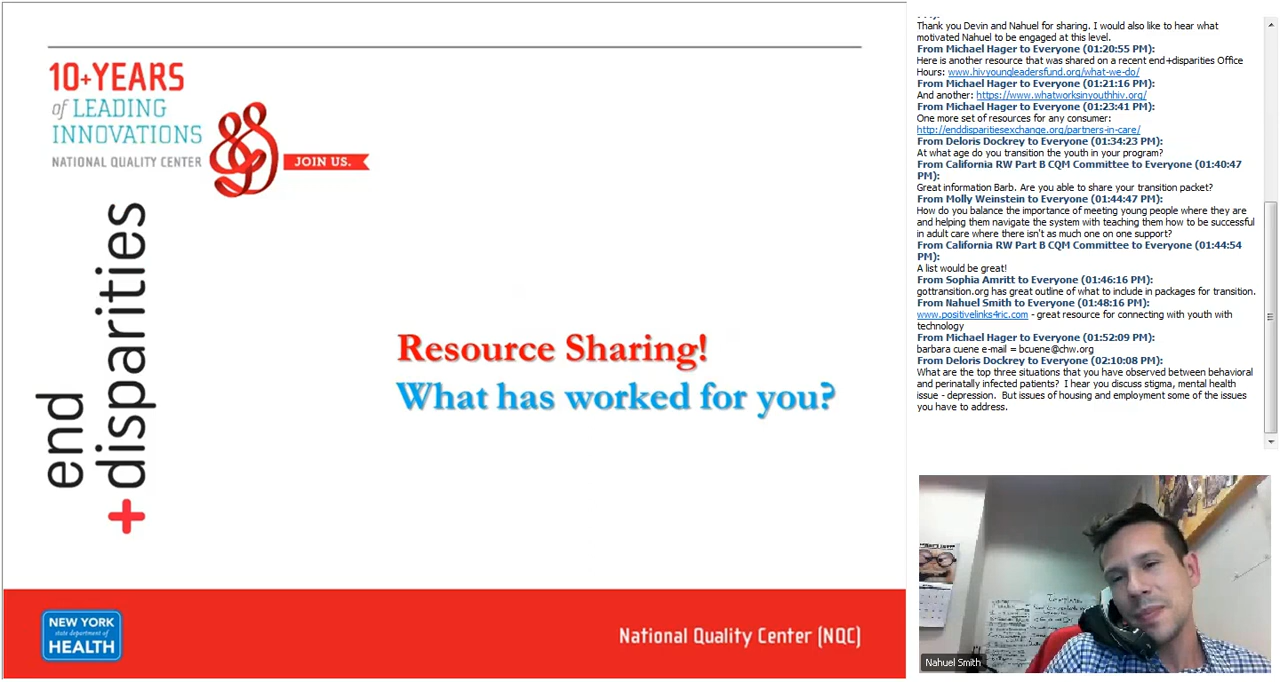 10+YEARS
of LEADING
INNOVATIONS
NATIONAL QUALITY CENTER
JOIN US.
end
+disparities
Resource Sharing!
What has worked for you?
NEW YORK
state department of
HEALTH
National Quality Center (NQC)
Thank you Devin and Nahuel for sharing. I would also like to hear what
motivated Nahuel to be engaged at this level.
From Michael Hager to Everyone (01:20:55 PM):
Here is another resource that was shared on a recent end+disparities Office
Hours: www.hivyoungleadersfund.org/what-we-do/
From Michael Hager to Everyone (01:21:16 PM):
And another: https://www.whatworksinyouthhiv.org/
From Michael Hager to Everyone (01:23:41 PM):
One more set of resources for any consumer:
http://enddisparitiesexchange.org/partners-in-care/
From Deloris Dockrey to Everyone (01:34:23 PM):
At what age do you transition the youth in your program?
From California RW Part B CQM Committee to Everyone (01:40:47
PM):
Great information Barb. Are you able to share your transition packet?
From Molly Weinstein to Everyone (01:44:47 PM):
How do you balance the importance of meeting young people where they are
and helping them navigate the system with teaching them how to be successful
in adult care where there isn't as much one on one support?
From California RW Part B CQM Committee to Everyone (01:44:54
PM):
A list would be great!
From Sophia Amritt to Everyone (01:46:16 PM):
gottransition.org has great outline of what to include in packages for transition.
From Nahuel Smith to Everyone (01:48:16 PM):
www.positivelinks4ric.com - great resource for connecting with youth with
technology
From Michael Hager to Everyone (01:52:09 PM):
barbara cuene e-mail = bcuene@chw.org
From Deloris Dockrey to Everyone (02:10:08 PM):
What are the top three situations that you have observed between behavioral
and perinatally infected patients?  I hear you discuss stigma, mental health
issue - depression.  But issues of housing and employment some of the issues
you have to address.
Nahuel Smith